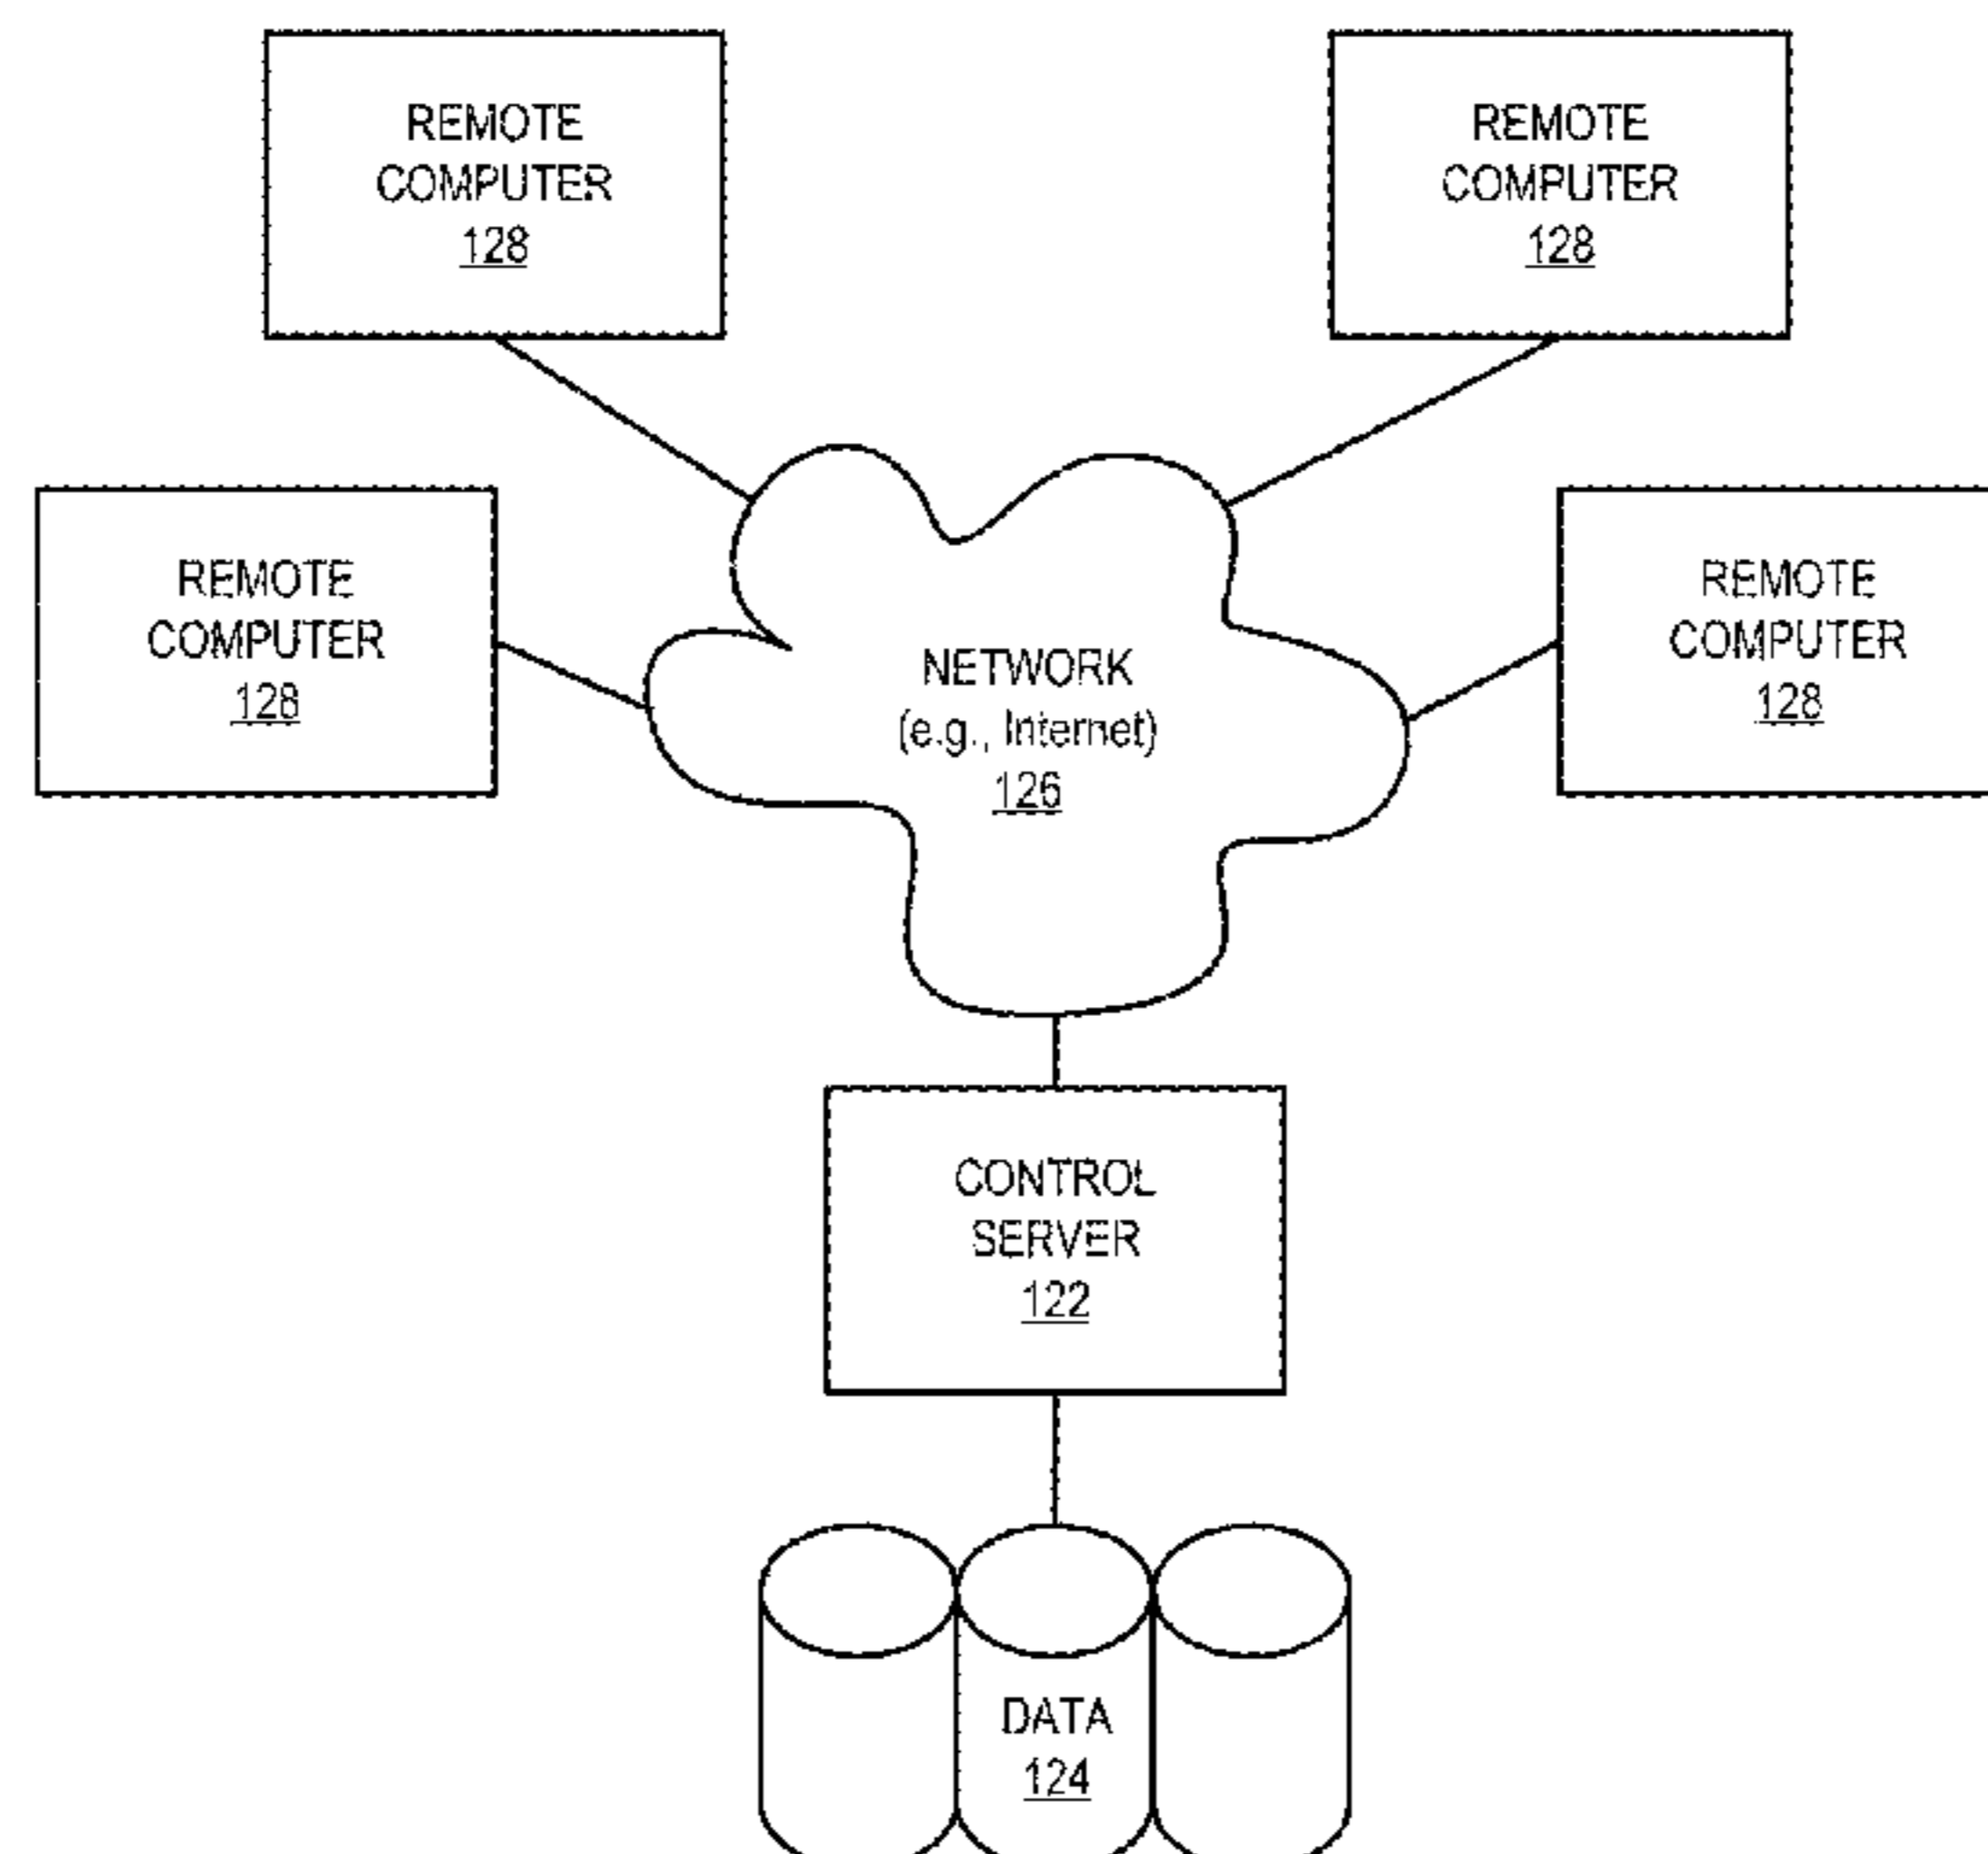 REMOTE
COMPUTER
128
REMOTE
COMPUTER
128
REMOTE
COMPUTER
128
NETWORK
(e.g., Internet)
126
REMOTE
COMPUTER
128
CONTROL
SERVER
122
DATA
124